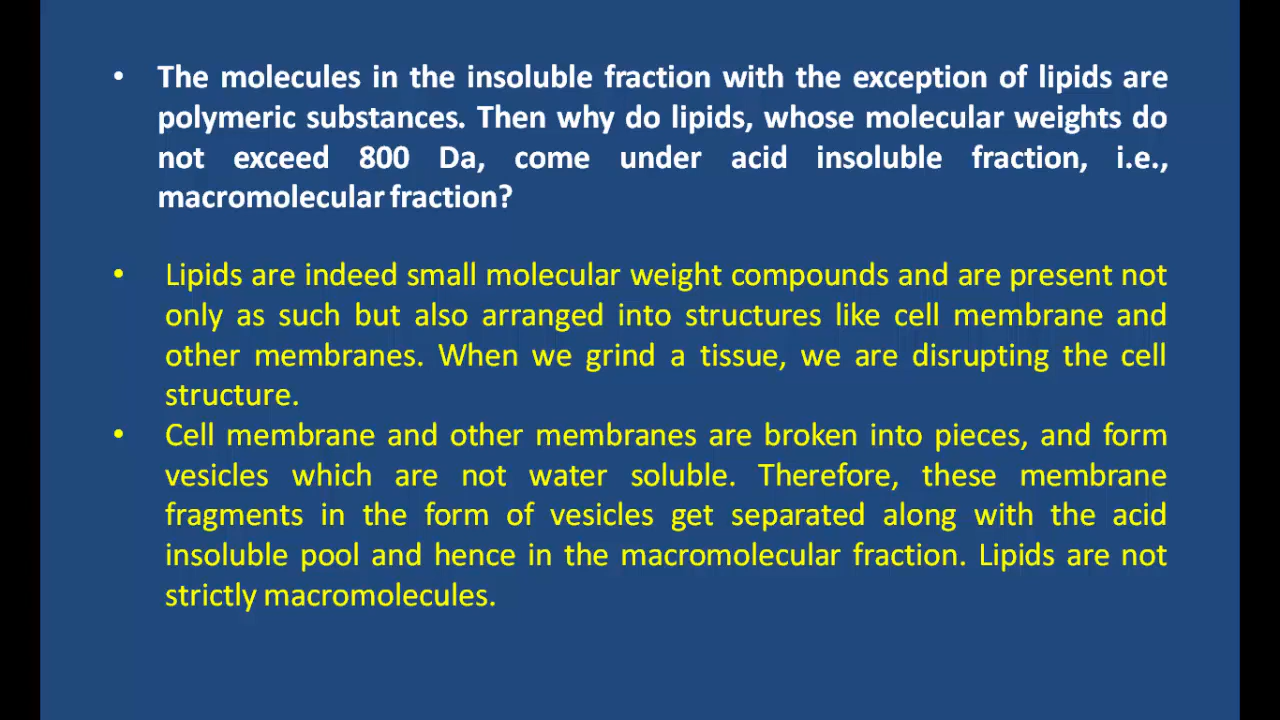 • The molecules in the insoluble fraction with the exception of lipids are
polymeric substances. Then why do lipids, whose molecular weights do
not exceed 800 Da, come under acid insoluble fraction, i.e.,
macromolecular fraction?
• Lipids are indeed small molecular weight compounds and are present not
only as such but also arranged into structures like cell membrane and
other membranes. When we grind a tissue, we are disrupting the cell
structure.
• Cell membrane and other membranes are broken into pieces, and form
vesicles which are not water soluble. Therefore, these membrane
fragments in the form of vesicles get separated along with the acid
insoluble pool and hence in the macromolecular fraction. Lipids are not
strictly macromolecules.